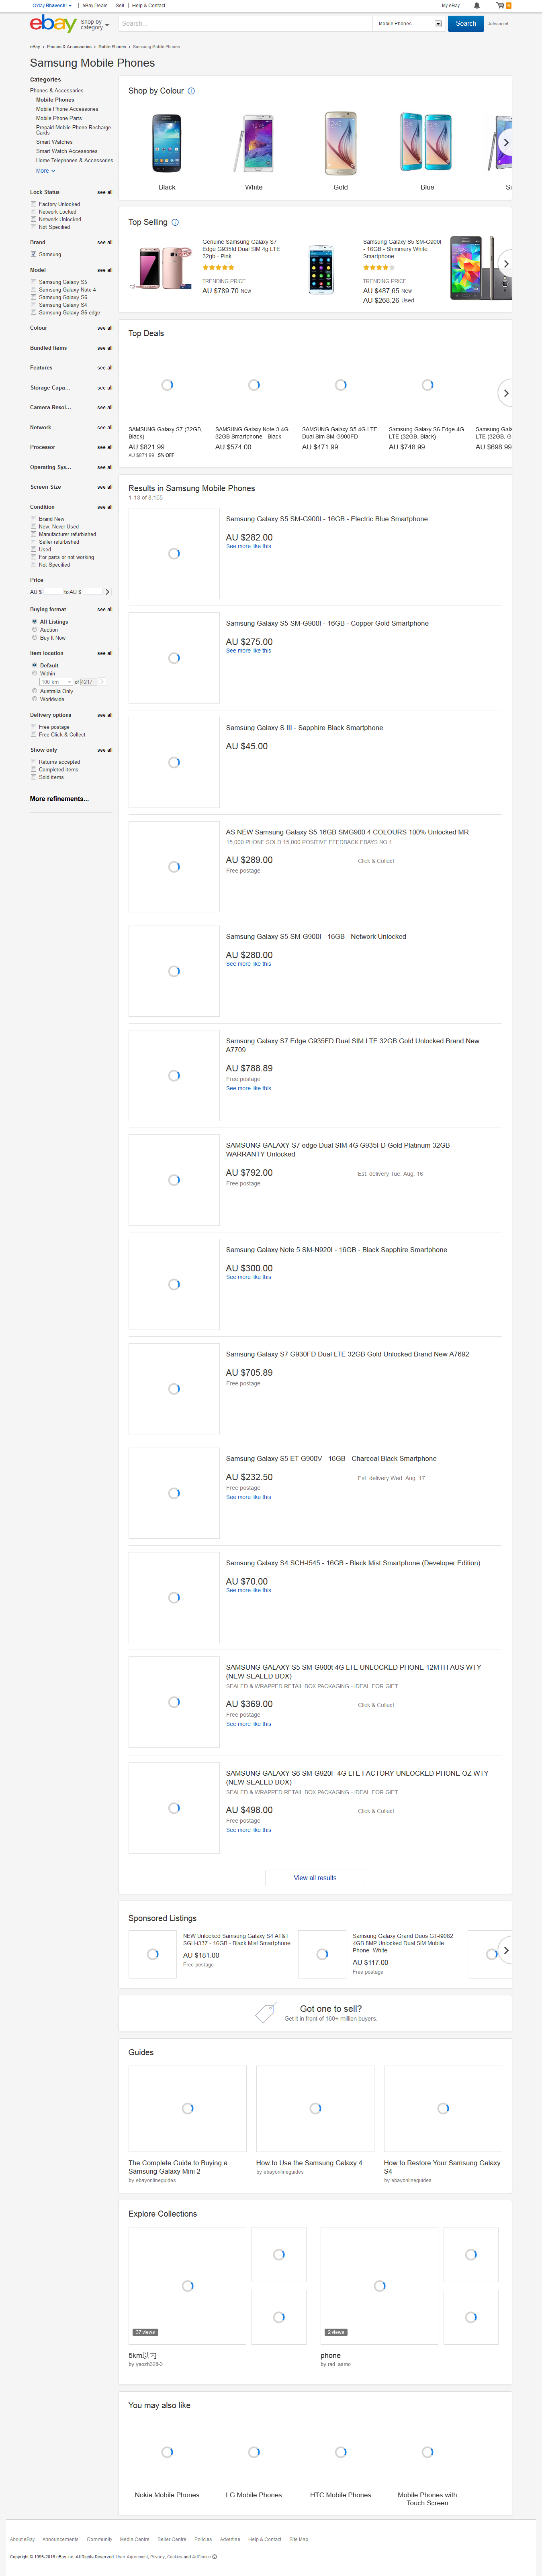 G'day Bhavesh! | eBay Deals | Sell | Help & Contact
My eBay
ebay
Shop by
category
Search...
Mobile Phones
Search
Advanced
eBay > Phones & Accessories > Mobile Phones > Samsung Mobile Phones
Samsung Mobile Phones
Categories
Phones & Accessories
Mobile Phones
Mobile Phone Accessories
Mobile Phone Parts
Prepaid Mobile Phone Recharge
Cards
Smart Watches
Smart Watch Accessories
Home Telephones & Accessories
More
Lock Status see all
Factory Unlocked
Network Locked
Network Unlocked
Not Specified
Brand see all
Samsung
Model see all
Samsung Galaxy S5
Samsung Galaxy Note 4
Samsung Galaxy S6
Samsung Galaxy S4
Samsung Galaxy S6 edge
Colour see all
Bundled Items see all
Features see all
Storage Capa... see all
Camera Resol... see all
Network see all
Processor see all
Operating Sys... see all
Screen Size see all
Condition see all
Brand New
New: Never Used
Manufacturer refurbished
Seller refurbished
Used
For parts or not working
Not Specified
Price
AU $ to AU $
Buying format see all
All Listings
Auction
Buy It Now
Item location see all
Default
Within
100 km of 4217
Australia Only
Worldwide
Delivery options see all
Free postage
Free Click & Collect
Show only see all
Returns accepted
Completed items
Sold items
More refinements...
Shop by Colour
Black
White
Gold
Blue
Top Selling
Genuine Samsung Galaxy
S7 Edge G935fd Dual SIM 4g LTE
32gb - Pink
TRENDING PRICE
AU $789.70 New
Samsung Galaxy S5 SM-G900I
- 16GB - Shimmery White
Smartphone
TRENDING PRICE
AU $487.65 New
AU $268.26 Used
Top Deals
SAMSUNG Galaxy S7 (32GB,
Black)
AU $821.99
AU $871.99 | 5% OFF
SAMSUNG Galaxy Note 3 4G
32GB Smartphone - Black
AU $574.00
SAMSUNG Galaxy S5 4G LTE
Dual Sim SM-G900FD
AU $471.99
Samsung Galaxy S6 Edge 4G
LTE (32GB, Black)
AU $748.99
Samsung Gala
LTE (32GB, G
AU $698.99
Results in Samsung Mobile Phones
1-13 of 8,155
Samsung Galaxy S5 SM-G900I - 16GB - Electric Blue Smartphone
AU $282.00
See more like this
Samsung Galaxy S5 SM-G900I - 16GB - Copper Gold Smartphone
AU $275.00
See more like this
Samsung Galaxy S III - Sapphire Black Smartphone
AU $45.00
AS NEW Samsung Galaxy S5 16GB SMG900 4 COLOURS 100% Unlocked MR
15,000 PHONE SOLD 15,000 POSITIVE FEEDBACK EBAYS NO 1
AU $289.00
Click & Collect
Free postage
Samsung Galaxy S5 SM-G900I - 16GB - Network Unlocked
AU $280.00
See more like this
Samsung Galaxy S7 Edge G935FD Dual SIM LTE 32GB Gold Unlocked Brand New
A7709
AU $788.89
Free postage
See more like this
SAMSUNG GALAXY S7 edge Dual SIM 4G G935FD Gold Platinum 32GB
WARRANTY Unlocked
AU $792.00
Est. delivery Tue. Aug. 16
Free postage
Samsung Galaxy Note 5 SM-N920I - 16GB - Black Sapphire Smartphone
AU $300.00
See more like this
Samsung Galaxy S7 G930FD Dual LTE 32GB Gold Unlocked Brand New A7692
AU $705.89
Free postage
Samsung Galaxy S5 ET-G900V - 16GB - Charcoal Black Smartphone
AU $232.50
Est. delivery Wed. Aug. 17
Free postage
See more like this
Samsung Galaxy S4 SCH-I545 - 16GB - Black Mist Smartphone (Developer Edition)
AU $70.00
See more like this
SAMSUNG GALAXY S5 SM-G900t 4G LTE UNLOCKED PHONE 12MTH AUS WTY
(NEW SEALED BOX)
SEALED & WRAPPED RETAIL BOX PACKAGING - IDEAL FOR GIFT
AU $369.00
Click & Collect
Free postage
See more like this
SAMSUNG GALAXY S6 SM-G920F 4G LTE FACTORY UNLOCKED PHONE OZ WTY
(NEW SEALED BOX)
SEALED & WRAPPED RETAIL BOX PACKAGING - IDEAL FOR GIFT
AU $498.00
Click & Collect
Free postage
See more like this
View all results
Sponsored Listings
NEW Unlocked Samsung Galaxy S4 AT&T
SGH-I337 - 16GB - Black Mist Smartphone
AU $181.00
Free postage
Samsung Galaxy Grand Duos GT-I9082
4GB 8MP Unlocked Dual SIM Mobile
Phone -White
AU $117.00
Free postage
Got one to sell?
Get it in front of 160+ million buyers.
Guides
The Complete Guide to Buying a
Samsung Galaxy Mini 2
by ebayonlineguides
How to Use the Samsung Galaxy 4
by ebayonlineguides
How to Restore Your Samsung Galaxy
S4
by ebayonlineguides
Explore Collections
37 views
5km以内
by yaruzh328-3
2 views
phone
by rad_asmo
You may also like
Nokia Mobile Phones
LG Mobile Phones
HTC Mobile Phones
Mobile Phones with
Touch Screen
About eBay Announcements Community Media Centre Seller Centre Policies Advertise Help & Contact Site Map
Copyright © 1995-2016 eBay Inc. All Rights Reserved. User Agreement, Privacy, Cookies and AdChoice